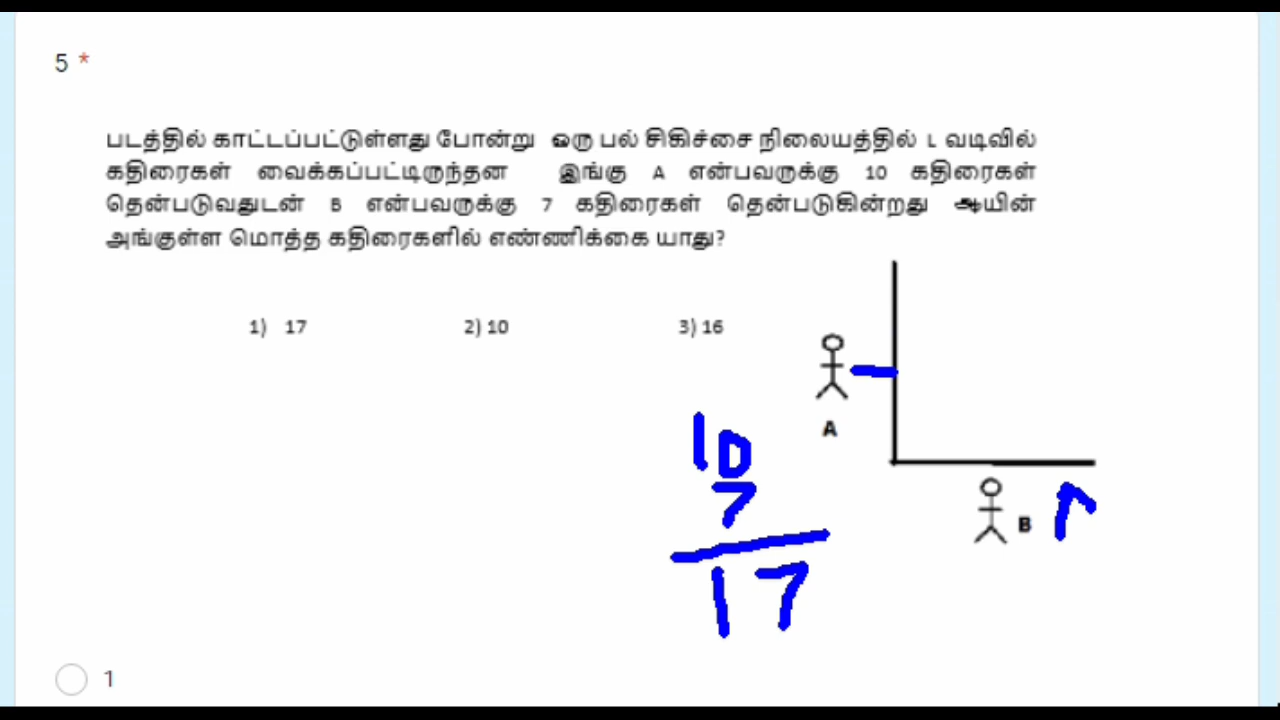 5 *
படத்தில் காட்டப்பட்டுள்ளது போன்று ஒரு பல் சிகிச்சை நிலையத்தில் L வடிவில்
கதிரைகள் வைக்கப்பட்டிருந்தன இங்கு A என்பவருக்கு 10 கதிரைகள்
தென்படுவதுடன் B என்பவருக்கு 7 கதிரைகள் தென்படுகின்றது ஆயின்
அங்குள்ள மொத்த கதிரைகளில் எண்ணிக்கை யாது?
1) 17 2) 10 3) 16
A
B
10
7
17
1